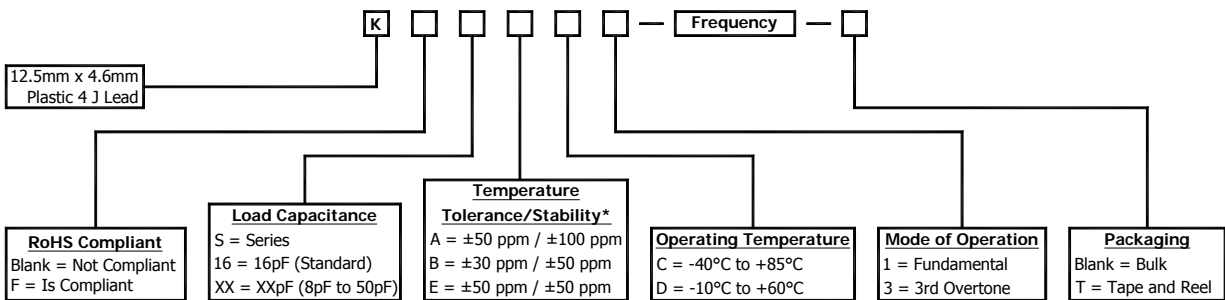 K
Frequency
12.5mm x 4.6mm
Plastic 4 J Lead
RoHS Compliant
Blank = Not Compliant
F = Is Compliant
Load Capacitance
S = Series
16 = 16pF (Standard)
XX = XXpF (8pF to 50pF)
Temperature
Tolerance/Stability*
A = ±50 ppm / ±100 ppm
B = ±30 ppm / ±50 ppm
E = ±50 ppm / ±50 ppm
Operating Temperature
C = -40°C to +85°C
D = -10°C to +60°C
Mode of Operation
1 = Fundamental
3 = 3rd Overtone
Packaging
Blank = Bulk
T = Tape and Reel